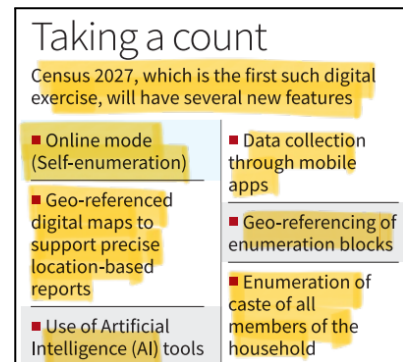 Taking a count
Census 2027, which is the first such digital
exercise, will have several new features
■ Online mode
(Self-enumeration)
■ Geo-referenced
digital maps to
support precise
location-based
reports
■ Use of Artificial
Intelligence (AI) tools
■ Data collection
through mobile
apps
■ Geo-referencing of
enumeration blocks
■ Enumeration of
caste of all
members of the
household